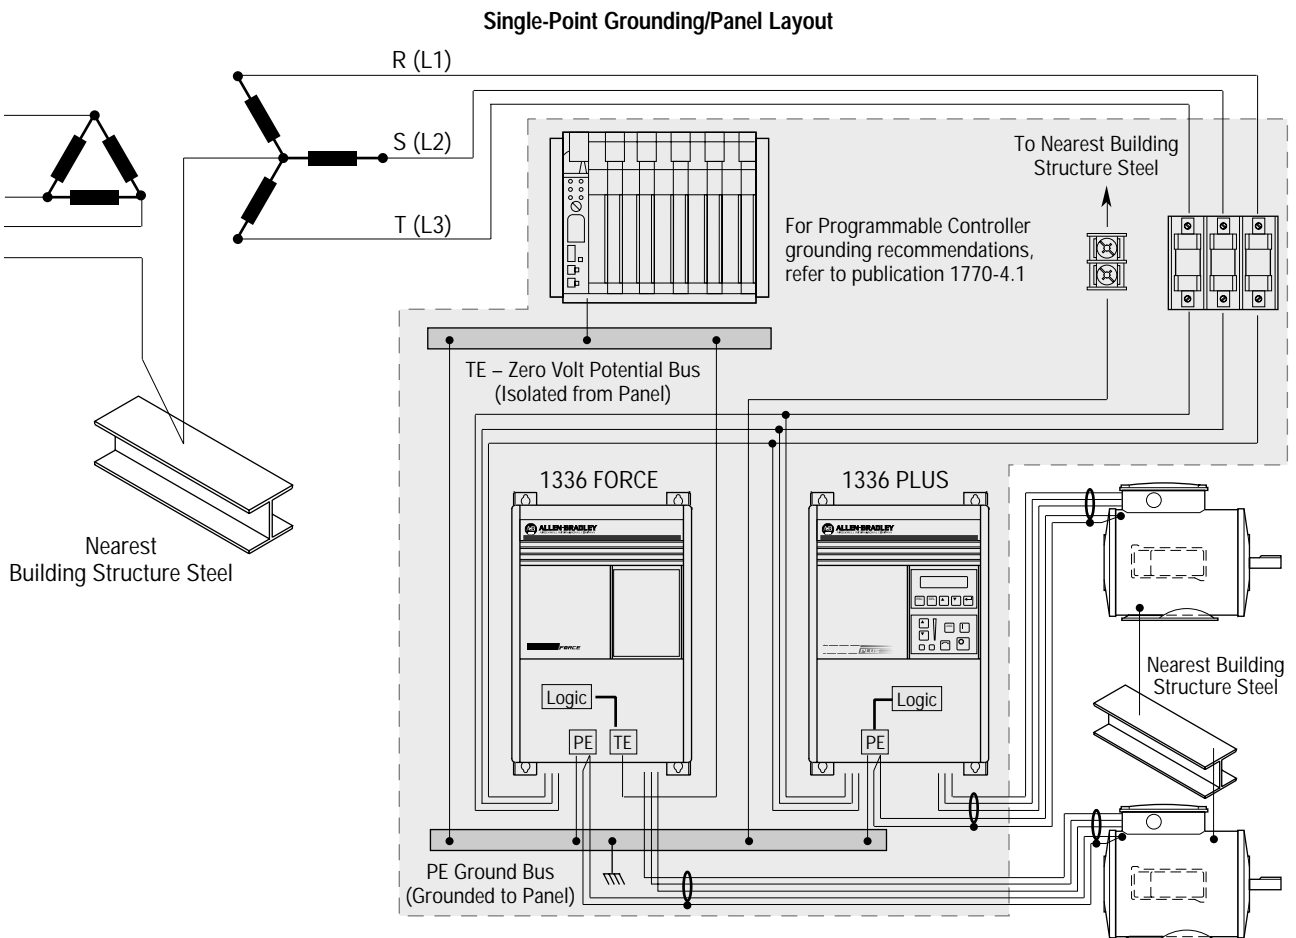 Single-Point Grounding/Panel Layout
R (L1)
S (L2)
T (L3)
To Nearest Building
Structure Steel
For Programmable Controller
grounding recommendations,
refer to publication 1770-4.1
TE – Zero Volt Potential Bus
(Isolated from Panel)
Nearest
Building Structure Steel
1336 FORCE
1336 PLUS
ALLEN-BRADLEY
ALLEN-BRADLEY
FORCE
PLUS
Nearest Building
Structure Steel
Logic
PE
TE
Logic
PE
PE Ground Bus
(Grounded to Panel)